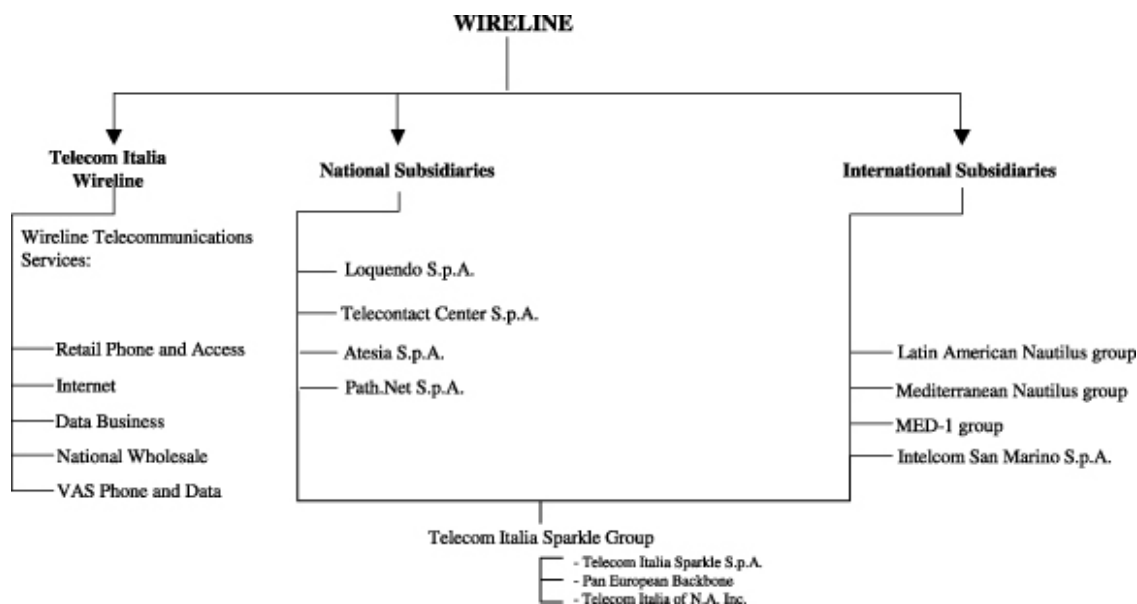 WIRELINE
Telecom Italia
Wireline
National Subsidiaries
International Subsidiaries
Wireline Telecommunications
Services:
Retail Phone and Access
Internet
Data Business
National Wholesale
VAS Phone and Data
Loquendo S.p.A.
Telecontact Center S.p.A.
Atesia S.p.A.
Path.Net S.p.A.
Latin American Nautilus group
Mediterranean Nautilus group
MED-1 group
Intelcom San Marino S.p.A.
Telecom Italia Sparkle Group
- Telecom Italia Sparkle S.p.A.
- Pan European Backbone
- Telecom Italia of N.A. Inc.